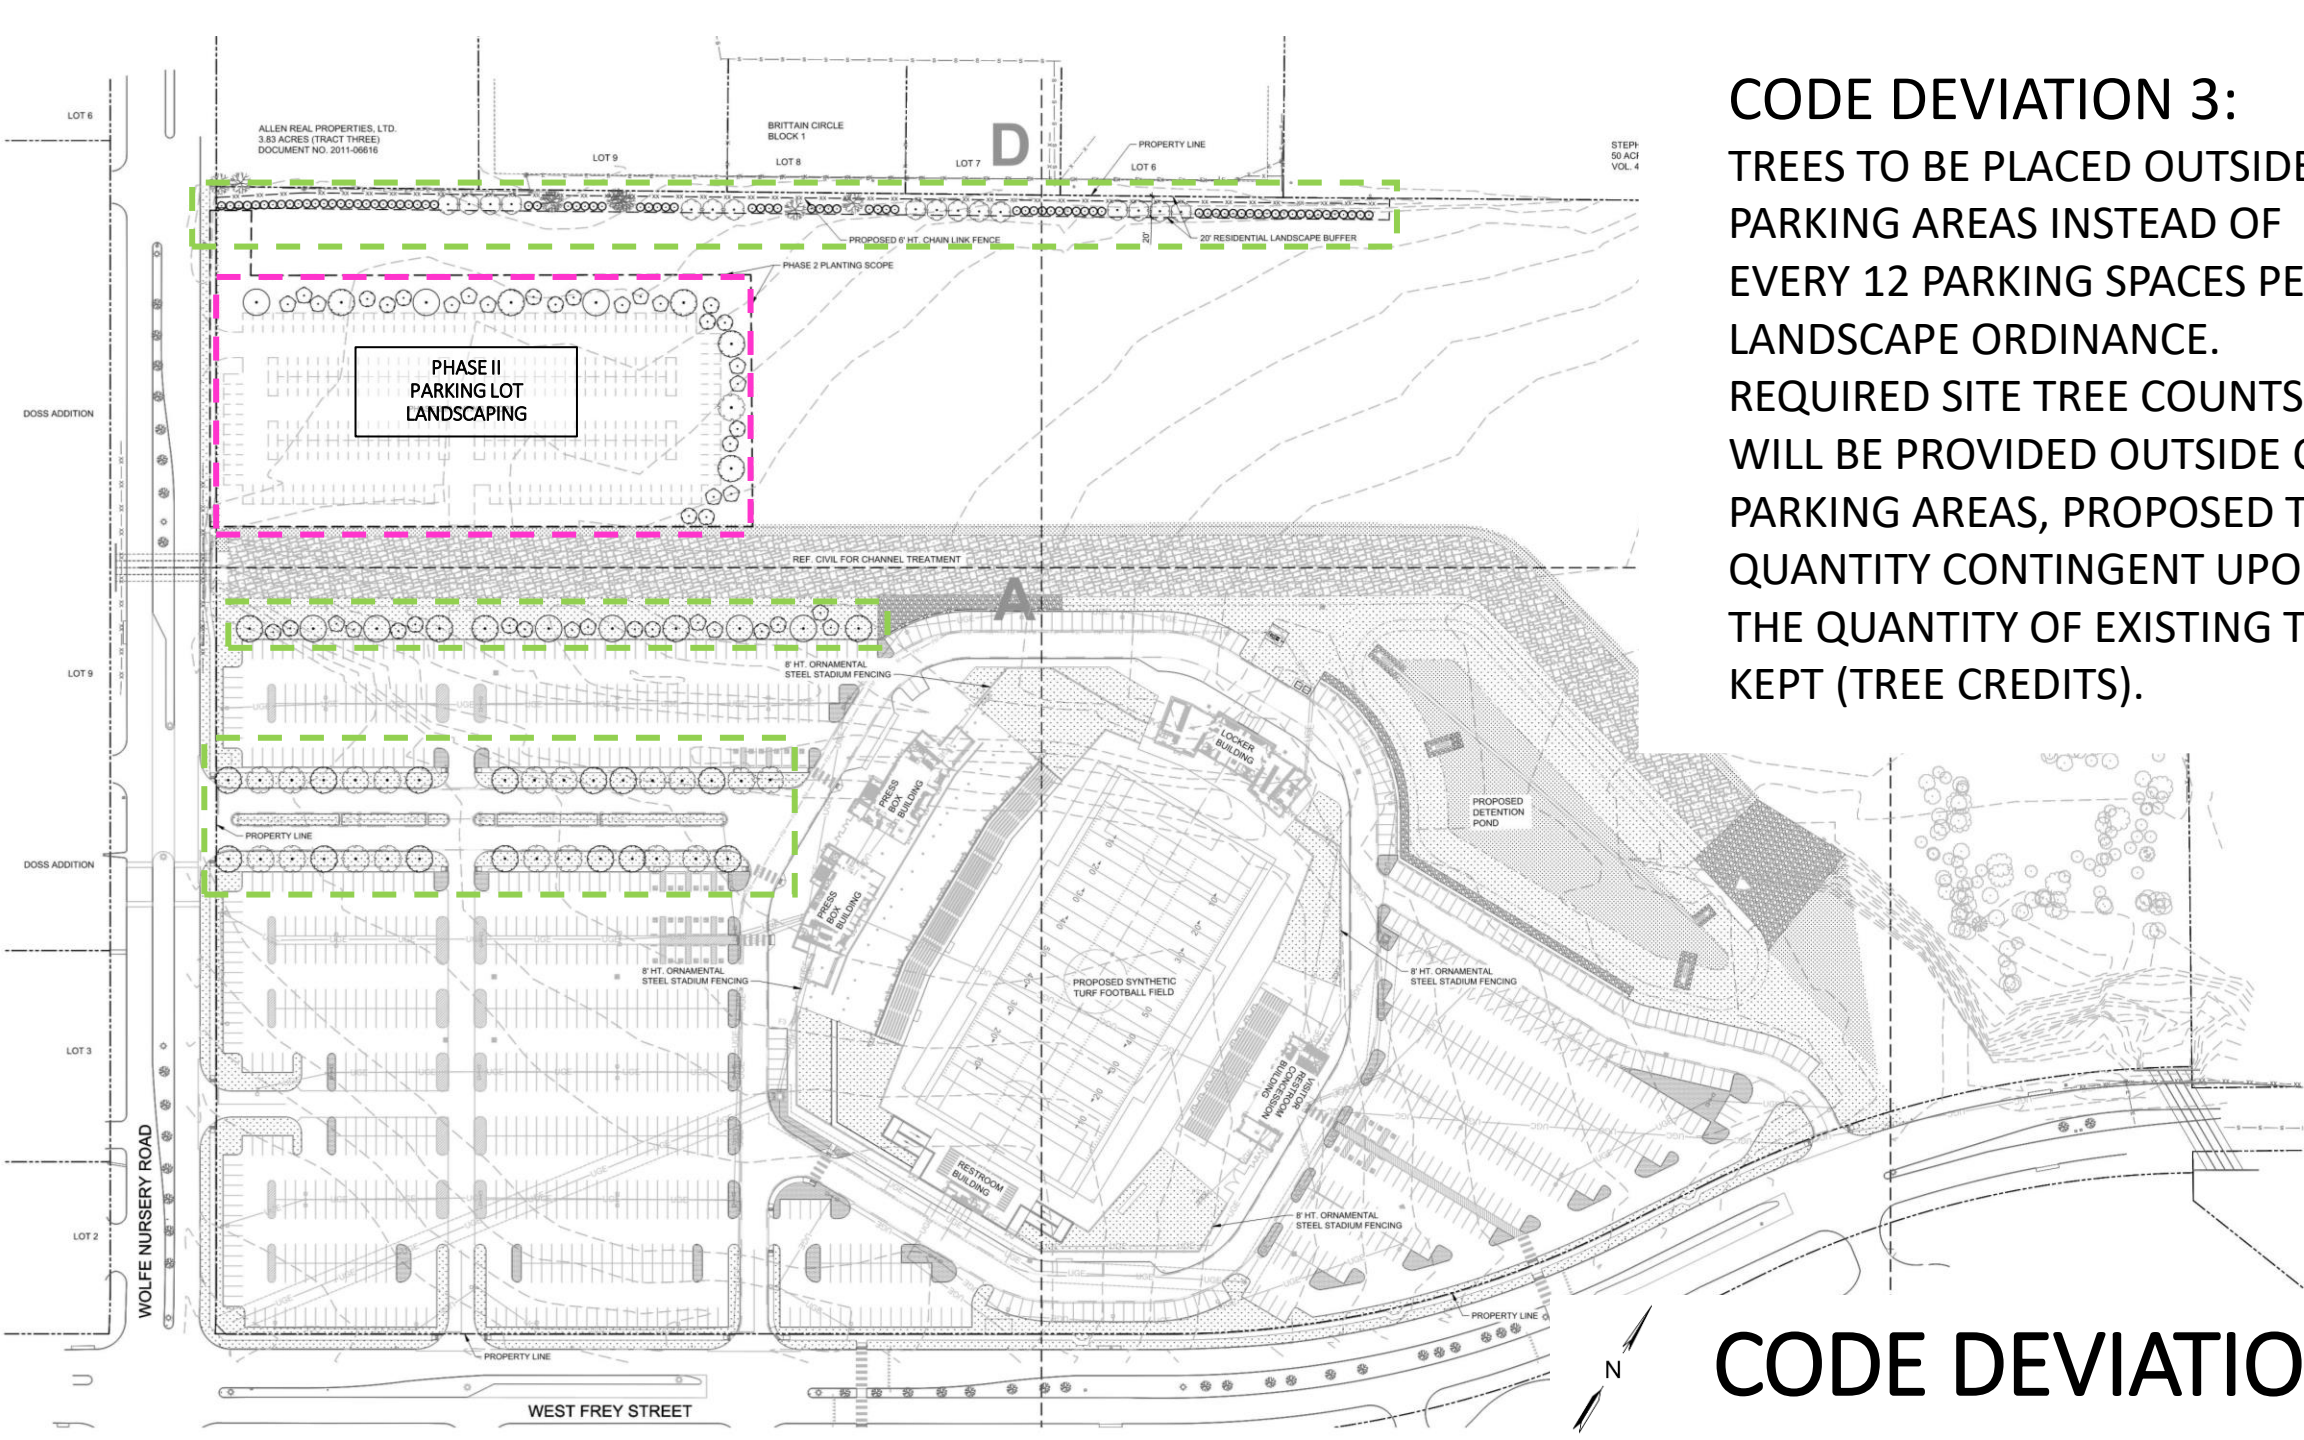 CODE DEVIATION 3:
TREES TO BE PLACED OUTSIDE
PARKING AREAS INSTEAD OF
EVERY 12 PARKING SPACES PE
LANDSCAPE ORDINANCE.
REQUIRED SITE TREE COUNTS
WILL BE PROVIDED OUTSIDE
PARKING AREAS, PROPOSED T
QUANTITY CONTINGENT UPO
THE QUANTITY OF EXISTING T
KEPT (TREE CREDITS).
CODE DEVIATIO
LOT 6
ALLEN REAL PROPERTIES, LTD.
3.83 ACRES (TRACT THREE)
DOCUMENT NO. 2011-06616
LOT 9
BRITTAIN CIRCLE
BLOCK 1
LOT 8
LOT 7
D
PROPERTY LINE
LOT 6
STEPH
50 ACR
VOL. 4
PROPOSED 6' HT. CHAIN LINK FENCE
20'
20' RESIDENTIAL LANDSCAPE BUFFER
PHASE 2 PLANTING SCOPE
PHASE II
PARKING LOT
LANDSCAPING
DOSS ADDITION
REF. CIVIL FOR CHANNEL TREATMENT
A
LOT 9
8' HT. ORNAMENTAL
STEEL STADIUM FENCING
LOCKER
BUILDING
PRESS
BOX
BUILDING
PROPOSED
DETENTION
POND
PROPERTY LINE
DOSS ADDITION
PRESS
BOX
BUILDING
8' HT. ORNAMENTAL
STEEL STADIUM FENCING
PROPOSED SYNTHETIC
TURF FOOTBALL FIELD
8' HT. ORNAMENTAL
STEEL STADIUM FENCING
LOT 3
VISITOR
RESTROOM
CONCESSION
BUILDING
WOLFE NURSERY ROAD
RESTROOM
BUILDING
LOT 2
8' HT. ORNAMENTAL
STEEL STADIUM FENCING
PROPERTY LINE
PROPERTY LINE
N
WEST FREY STREET